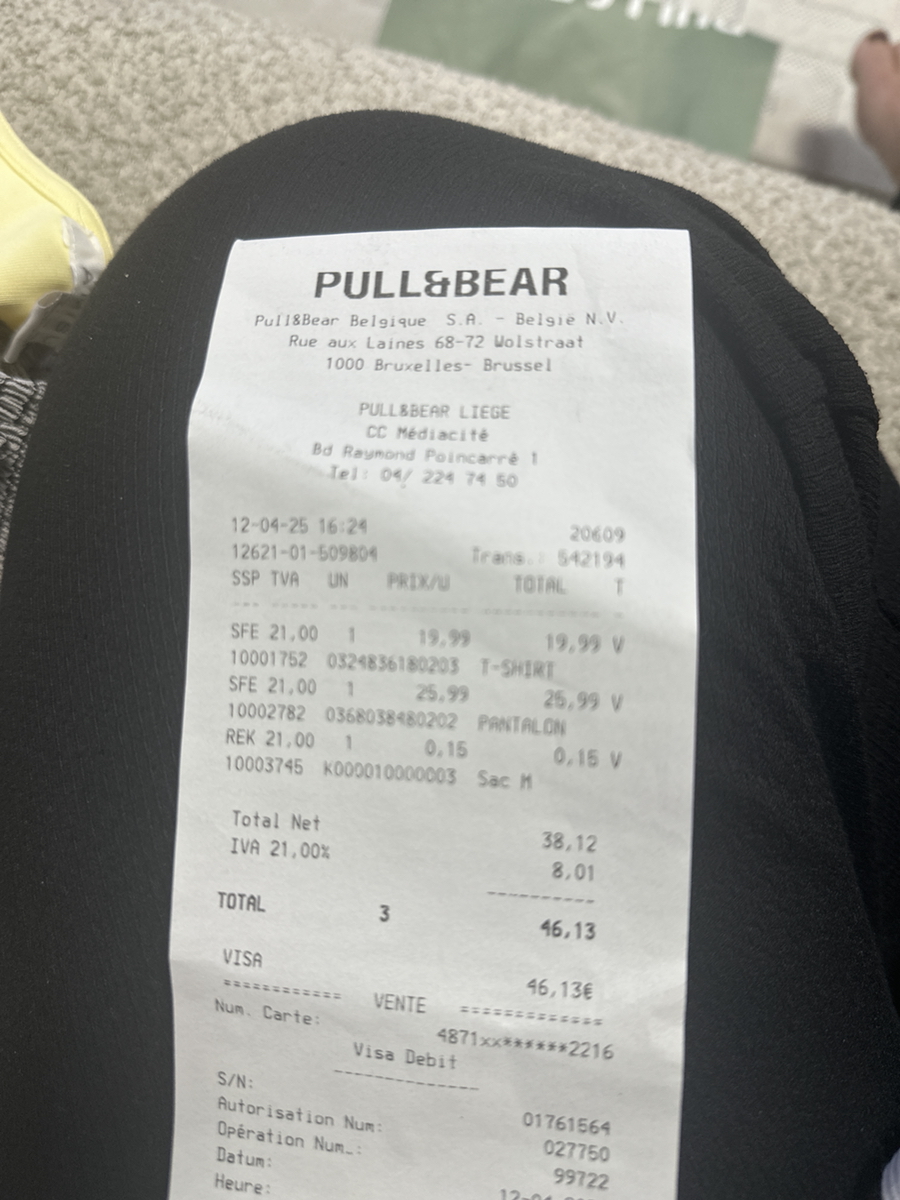 PULL&BEAR
Pull&Bear Belgique S.A. - Belgie N.V.
Rue aux Laines 68-72 Wolstraat
1000 Bruxelles- Brussel
PULL&BEAR LIEGE
CC Médiacité
Bd Raymond Poincarré 1
Tel: 04/ 224 74 50
12-04-25 16:24 20609
12621-01-509804 Trans.: 542194
SSP TVA UN PRIX/U TOTAL T
--- ----- --- ---------- ------------- --
SFE 21,00 1 19,99 19,99 V
10001752 0324836180203 T-SHIRT
SFE 21,00 1 25,99 25,99 V
10002782 0368038480202 PANTALON
REK 21,00 1 0,15 0,15 V
10003745 K000010000003 Sac M
Total Net 38,12
IVA 21,00% 8,01
----------
TOTAL 3 46,13
VISA 46,13€
============ VENTE =============
Num. Carte: 4871xx******2216
Visa Debit
--------------
S/N: 01761564
Autorisation Num: 027750
Opération Num.: 99722
Datum:
Heure: